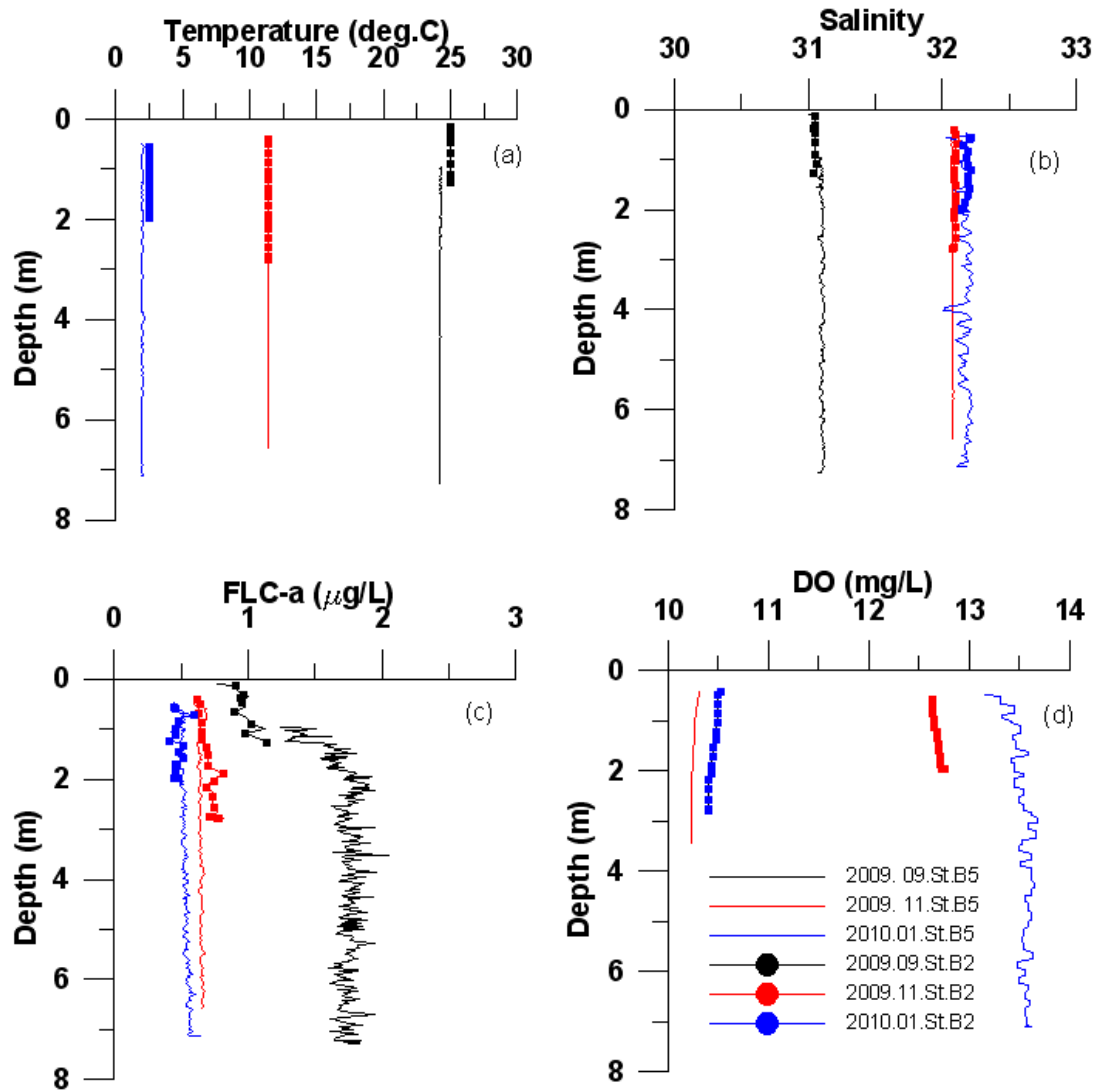 Temperature (deg.C)
0 5 10 15 20 25 30
0
2
4
6
8
Depth (m)
(a)
Salinity
30 31 32 33
0
2
4
6
8
Depth (m)
(b)
FLC-a (μg/L)
0 1 2 3
0
2
4
6
8
Depth (m)
(c)
DO (mg/L)
10 11 12 13 14
0
2
4
6
8
Depth (m)
(d)
2009. 09.St.B5
2009. 11.St.B5
2010.01.St.B5
2009.09.St.B2
2009.11.St.B2
2010.01.St.B2